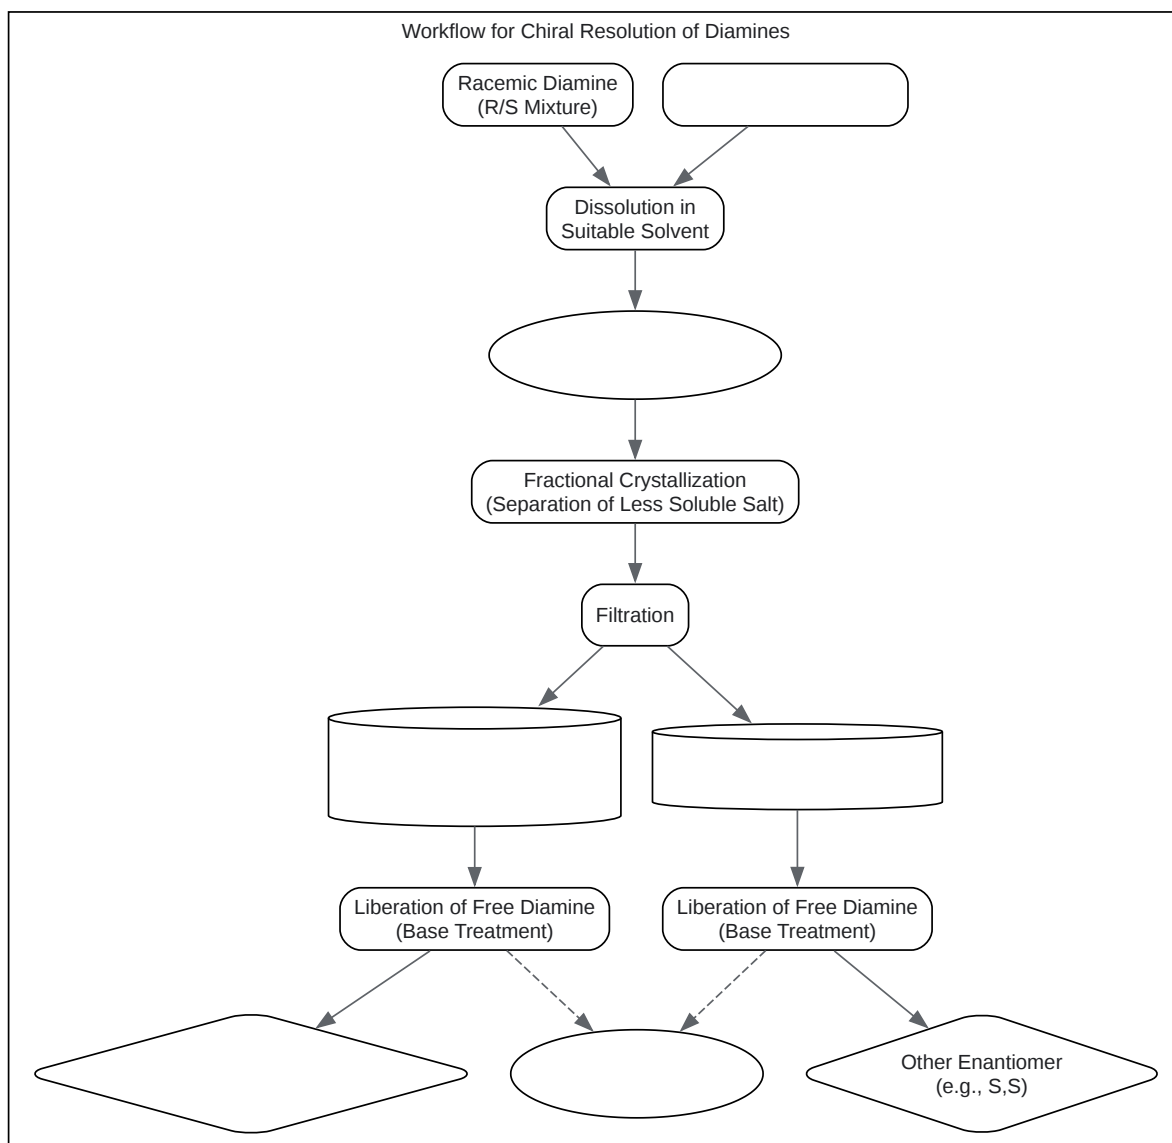 Workflow for Chiral Resolution of Diamines
Racemic Diamine
(R/S Mixture)
Dissolution in
Suitable Solvent
Fractional Crystallization
(Separation of Less Soluble Salt)
Filtration
Liberation of Free Diamine
(Base Treatment)
Liberation of Free Diamine
(Base Treatment)
Other Enantiomer
(e.g., S,S)